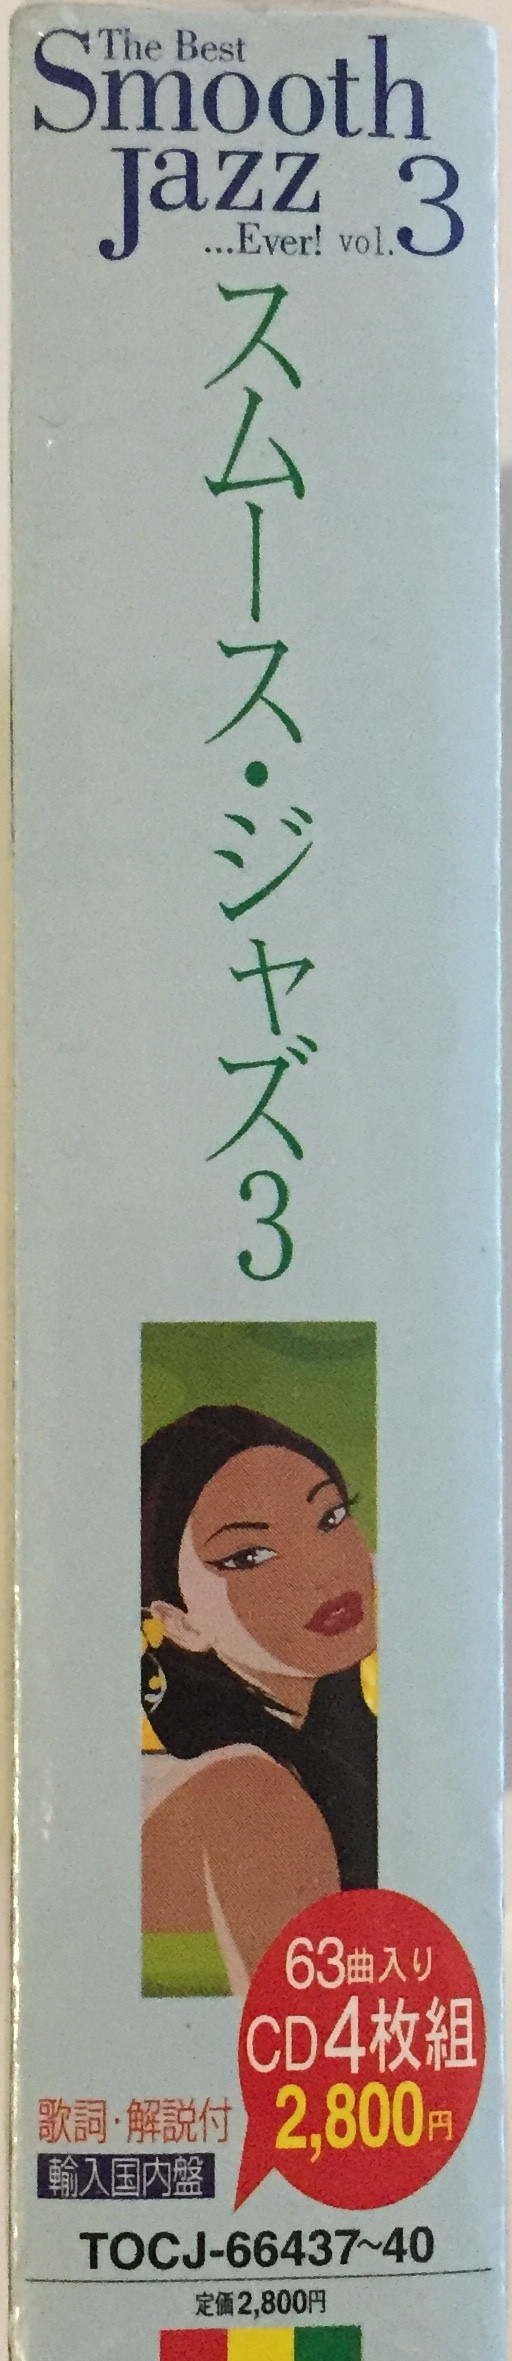 The Best
Smooth
Jazz
...Ever! vol.3
スムース・ジャズ3
63曲入り
CD4枚組
2,800円
歌詞・解説付
輸入国内盤
TOCJ-66437~40
定価2,800円